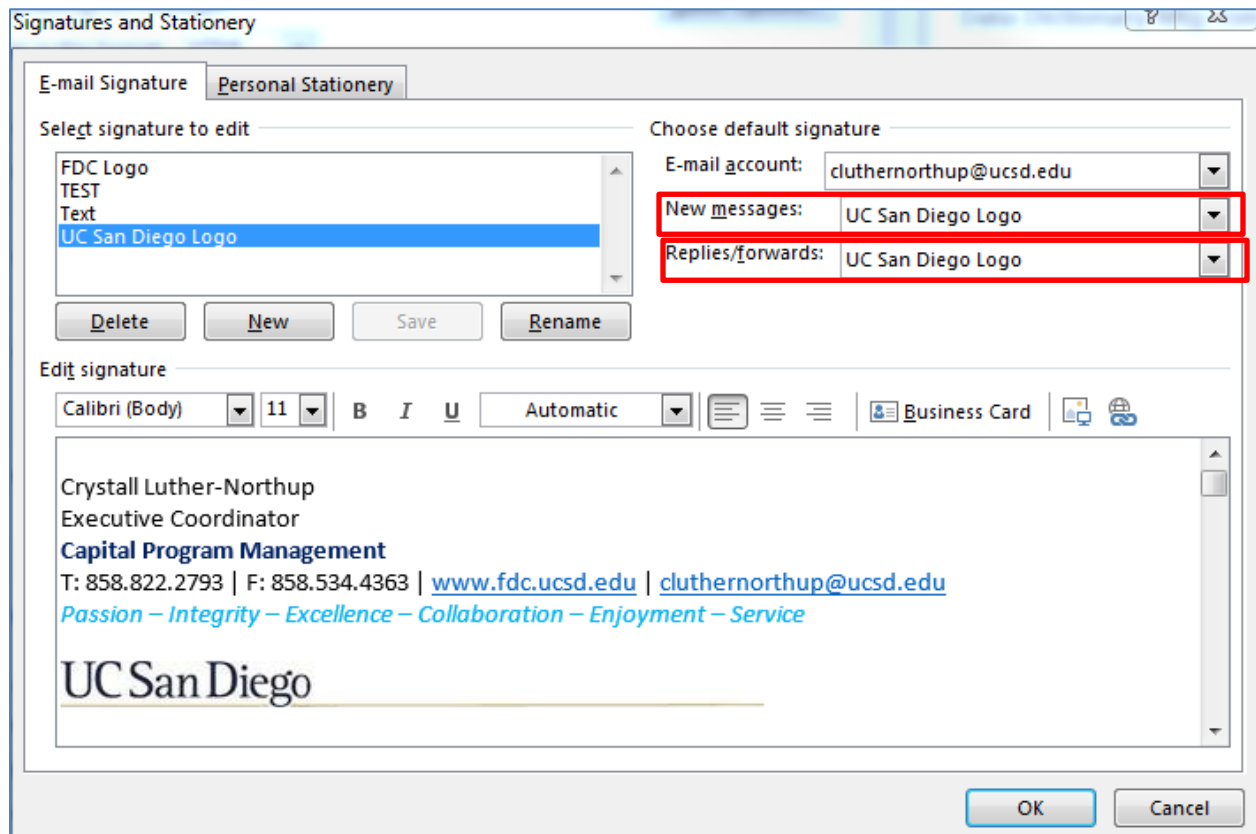 Signatures and Stationery
E-mail Signature
Personal Stationery
Select signature to edit
Choose default signature
FDC Logo
TEST
Text
UC San Diego Logo
E-mail account:
cluthernorthup@ucsd.edu
New messages:
UC San Diego Logo
Replies/forwards:
UC San Diego Logo
Delete
New
Save
Rename
Edit signature
Calibri (Body)
11
B
I
U
Automatic
Business Card
Crystall Luther-Northup
Executive Coordinator
Capital Program Management
T: 858.822.2793 | F: 858.534.4363 | www.fdc.ucsd.edu | cluthernorthup@ucsd.edu
Passion – Integrity – Excellence – Collaboration – Enjoyment – Service
UC San Diego
OK
Cancel